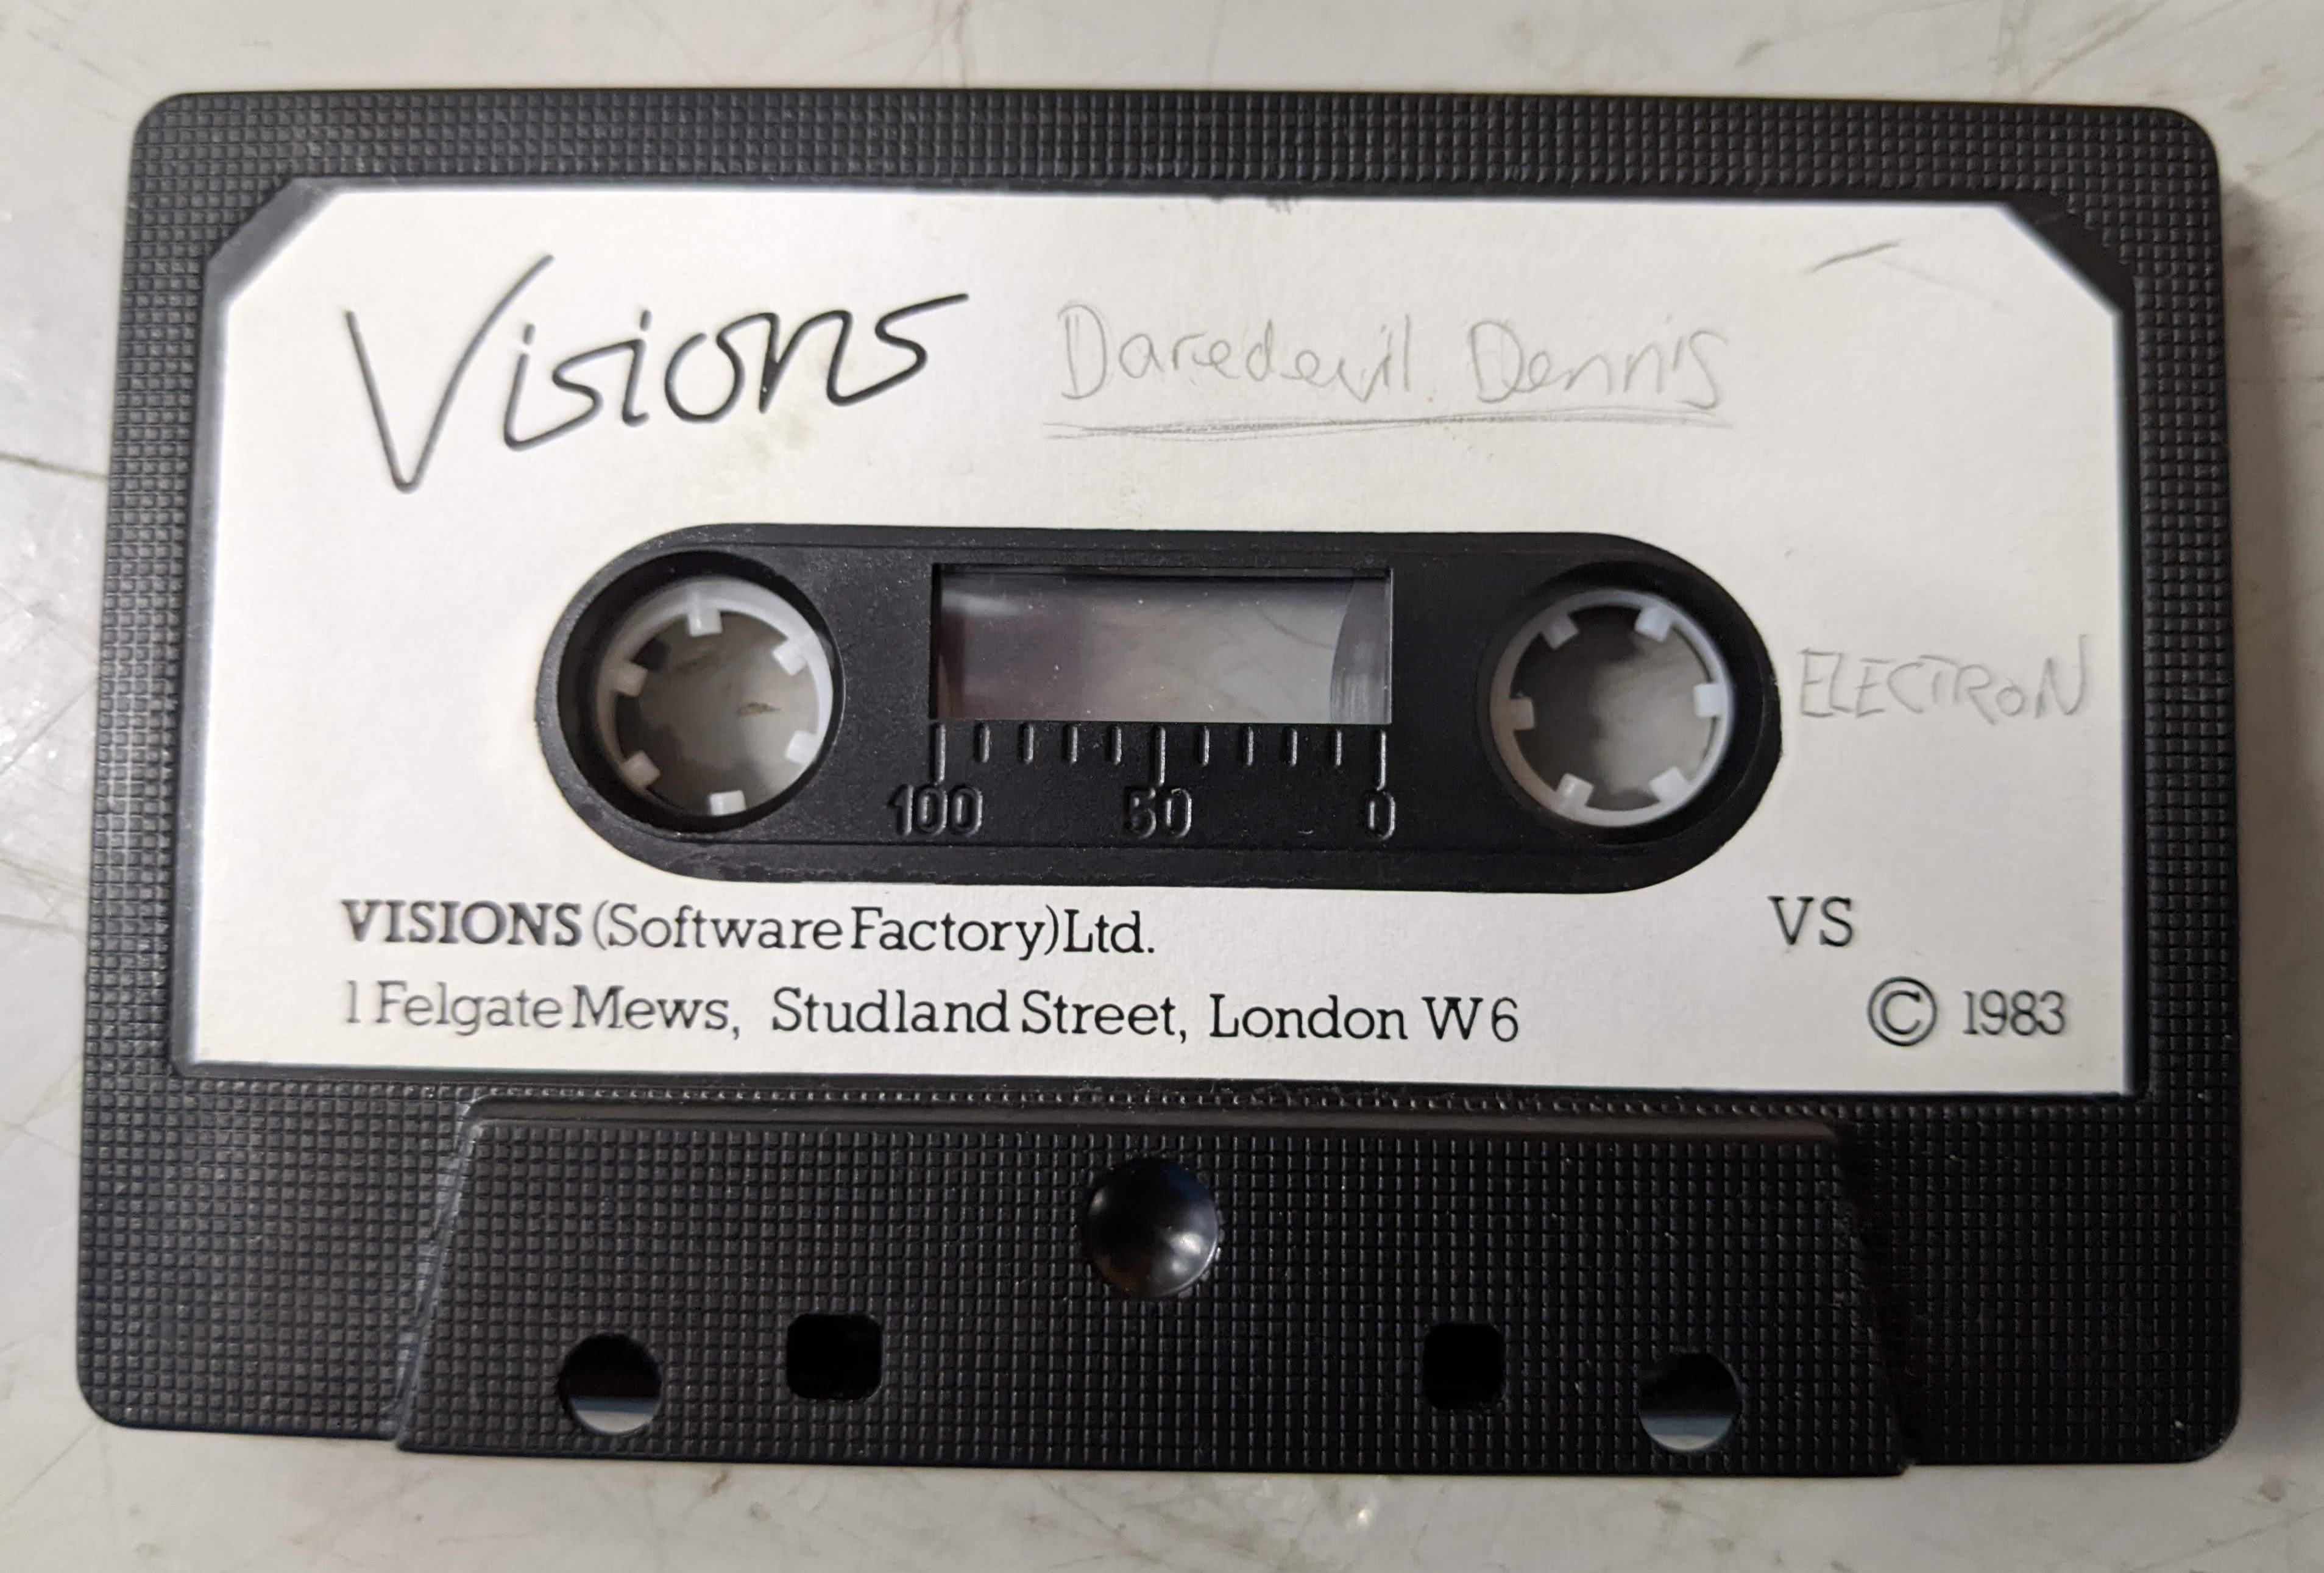 Visions Daredevil Dennis
ELECTRON
100 50 0
VISIONS (Software Factory) Ltd.
VS
1 Felgate Mews, Studland Street, London W6
© 1983